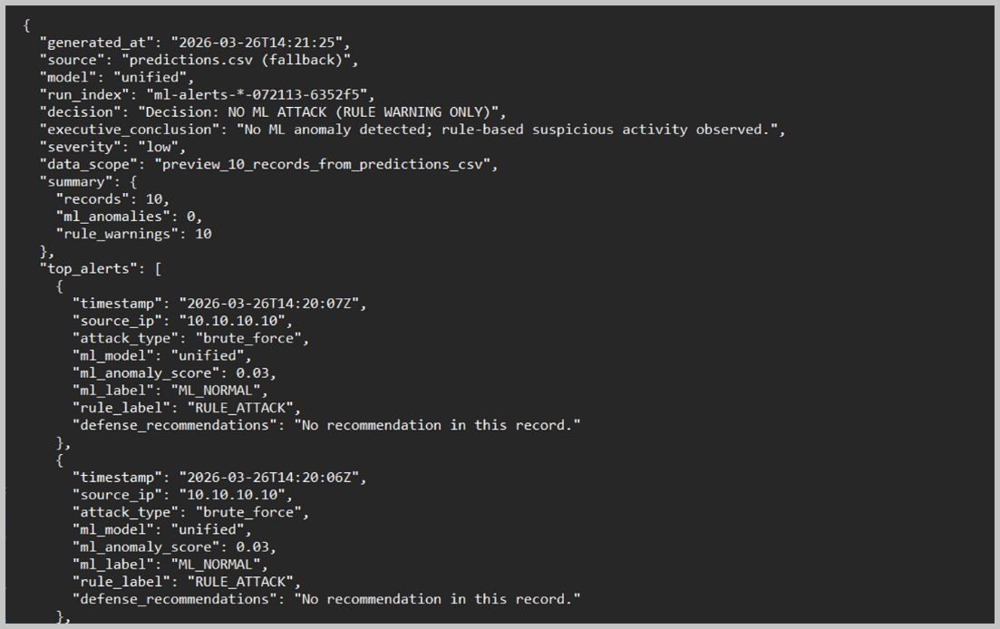 {
"generated_at": "2026-03-26T14:21:25",
"source": "predictions.csv (fallback)",
"model": "unified",
"run_index": "ml-alerts-*-072113-6352f5",
"decision": "Decision: NO ML ATTACK (RULE WARNING ONLY)",
"executive_conclusion": "No ML anomaly detected; rule-based suspicious activity observed.",
"severity": "low",
"data_scope": "preview_10_records_from_predictions_csv",
"summary": {
"records": 10,
"ml_anomalies": 0,
"rule_warnings": 10
},
"top_alerts": [
{
"timestamp": "2026-03-26T14:20:07Z",
"source_ip": "10.10.10.10",
"attack_type": "brute_force",
"ml_model": "unified",
"ml_anomaly_score": 0.03,
"ml_label": "ML_NORMAL",
"rule_label": "RULE_ATTACK",
"defense_recommendations": "No recommendation in this record."
},
{
"timestamp": "2026-03-26T14:20:06Z",
"source_ip": "10.10.10.10",
"attack_type": "brute_force",
"ml_model": "unified",
"ml_anomaly_score": 0.03,
"ml_label": "ML_NORMAL",
"rule_label": "RULE_ATTACK",
"defense_recommendations": "No recommendation in this record."
},